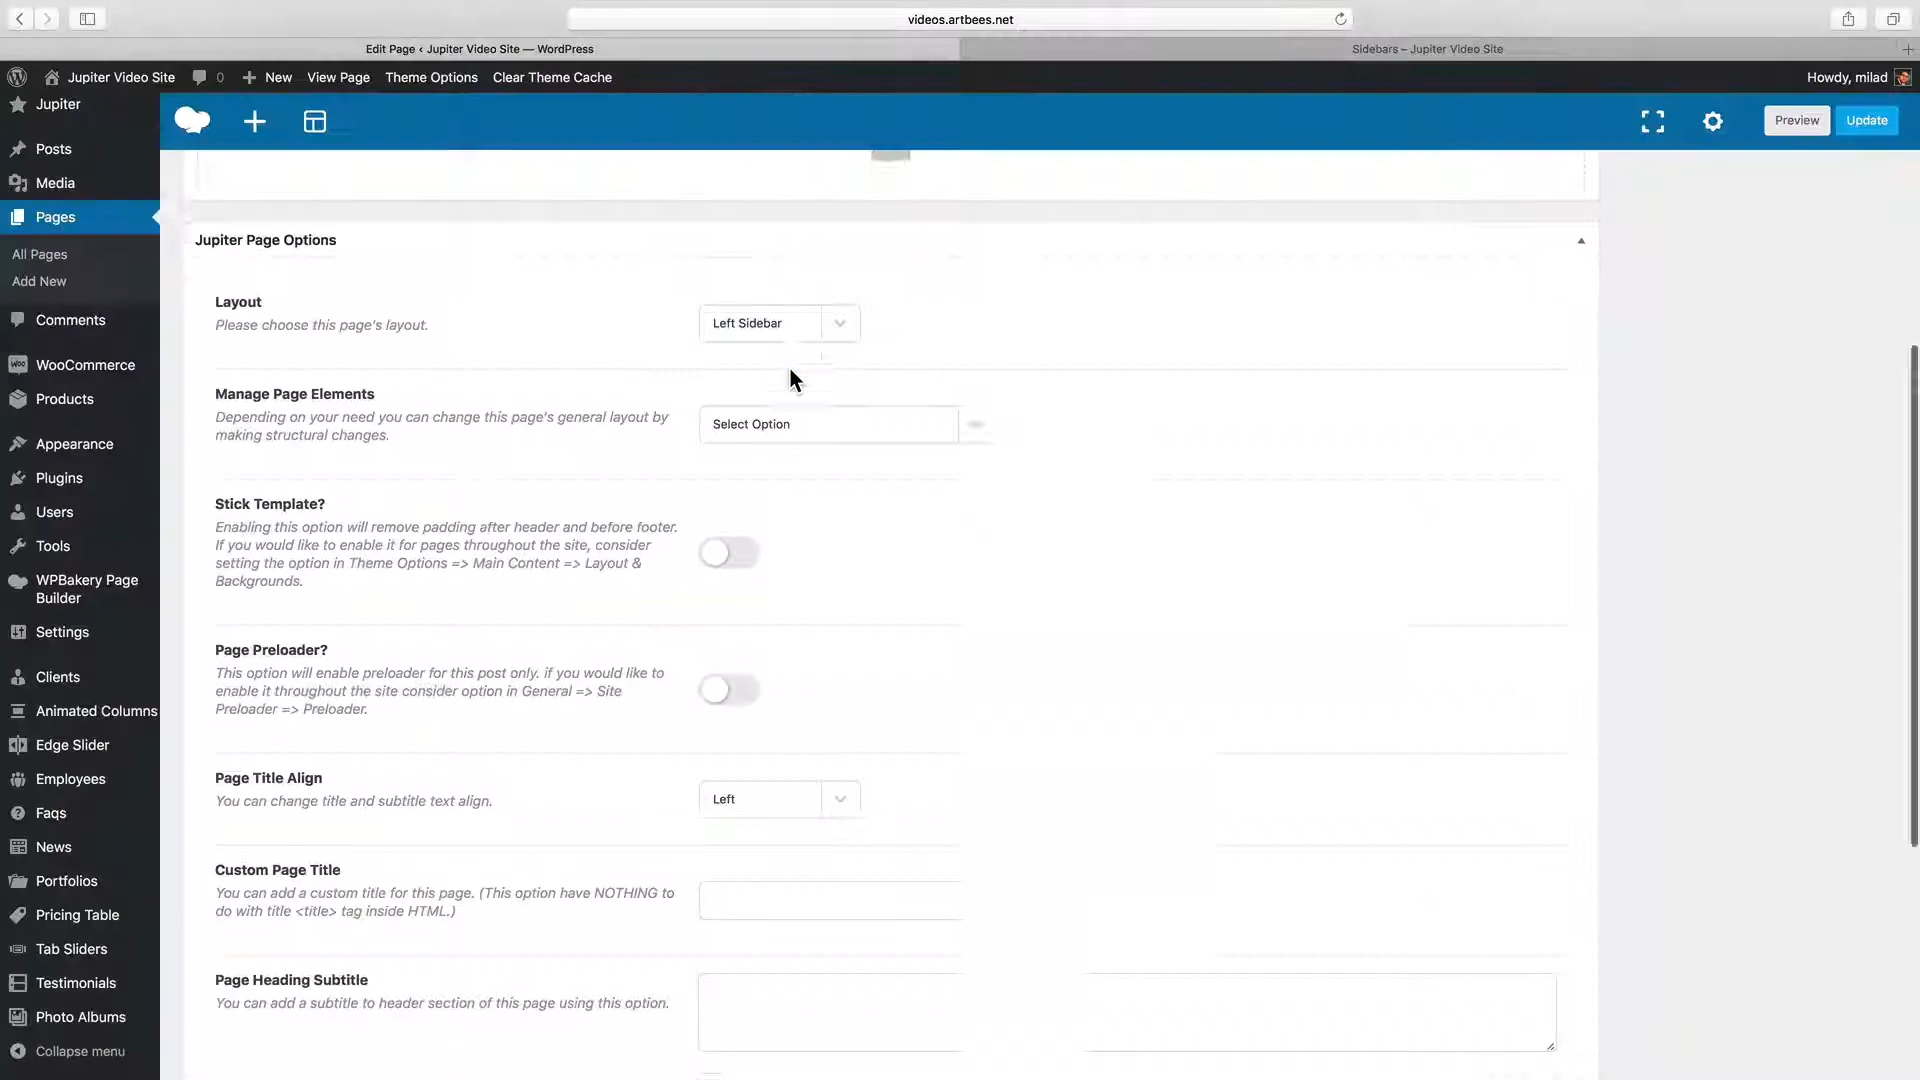 videos.artbees.net
Edit Page ‹ Jupiter Video Site — WordPress
Sidebars – Jupiter Video Site
Jupiter Video Site
0
New
View Page
Theme Options
Clear Theme Cache
Howdy, milad
Jupiter
Posts
Media
Pages
All Pages
Add New
Comments
WooCommerce
Products
Appearance
Plugins
Users
Tools
WPBakery Page
Builder
Settings
Clients
Animated Columns
Edge Slider
Employees
Faqs
News
Portfolios
Pricing Table
Tab Sliders
Testimonials
Photo Albums
Collapse menu
Preview
Update
Jupiter Page Options
Layout
Please choose this page's layout.
Left Sidebar
Manage Page Elements
Depending on your need you can change this page's general layout by
making structural changes.
Select Option
Stick Template?
Enabling this option will remove padding after header and before footer.
If you would like to enable it for pages throughout the site, consider
setting the option in Theme Options => Main Content => Layout &
Backgrounds.
Page Preloader?
This option will enable preloader for this post only. if you would like to
enable it throughout the site consider option in General => Site
Preloader => Preloader.
Page Title Align
You can change title and subtitle text align.
Left
Custom Page Title
You can add a custom title for this page. (This option have NOTHING to
do with title <title> tag inside HTML.)
Page Heading Subtitle
You can add a subtitle to header section of this page using this option.